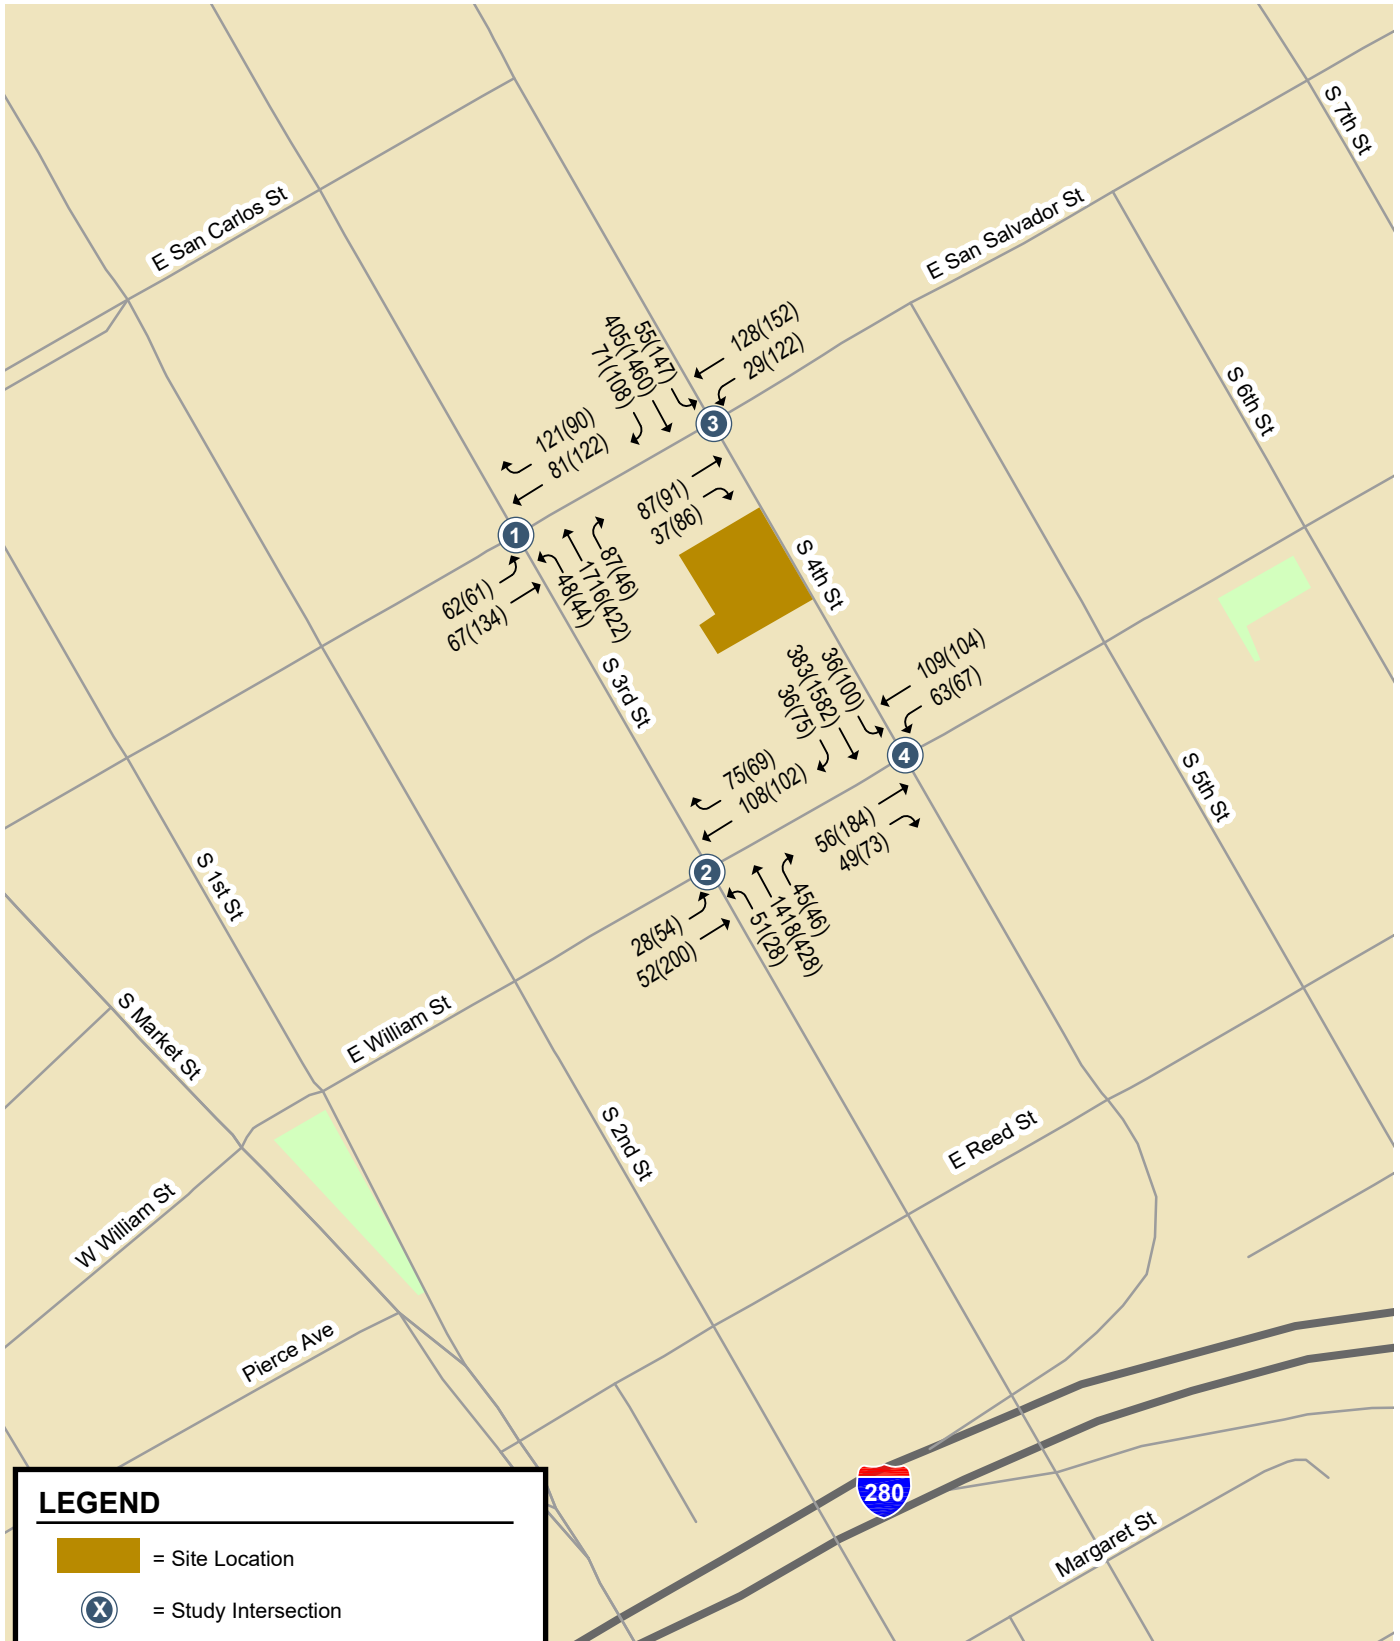 S 7th St
E San Carlos St
E San Salvador St
128(152)
29(122)
55(147)
405(1460)
71(108)
S 6th St
3
121(90)
81(122)
87(91)
37(86)
1
87(46)
1716(422)
48(44)
62(61)
67(134)
S 4th St
S 3rd St
109(104)
63(67)
36(100)
383(1582)
36(75)
4
S 5th St
75(69)
108(102)
56(184)
49(73)
2
45(46)
1418(428)
51(28)
28(54)
52(200)
S 1st St
S Market St
E William St
S 2nd St
E Reed St
W William St
Pierce Ave
280
Margaret St
LEGEND
= Site Location
X = Study Intersection